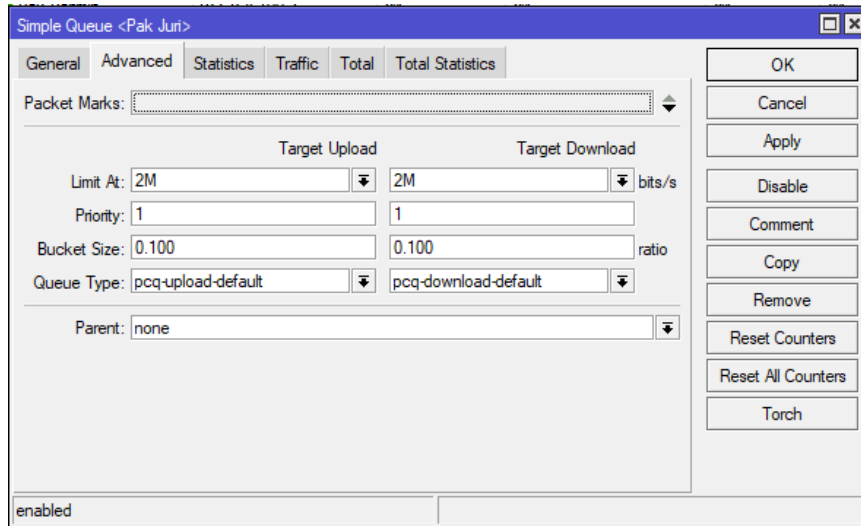 Simple Queue <Pak Juri>
General Advanced Statistics Traffic Total Total Statistics
Packet Marks:
Target Upload Target Download
Limit At: 2M 2M bits/s
Priority: 1 1
Bucket Size: 0.100 0.100 ratio
Queue Type: pcq-upload-default pcq-download-default
Parent: none
OK
Cancel
Apply
Disable
Comment
Copy
Remove
Reset Counters
Reset All Counters
Torch
enabled